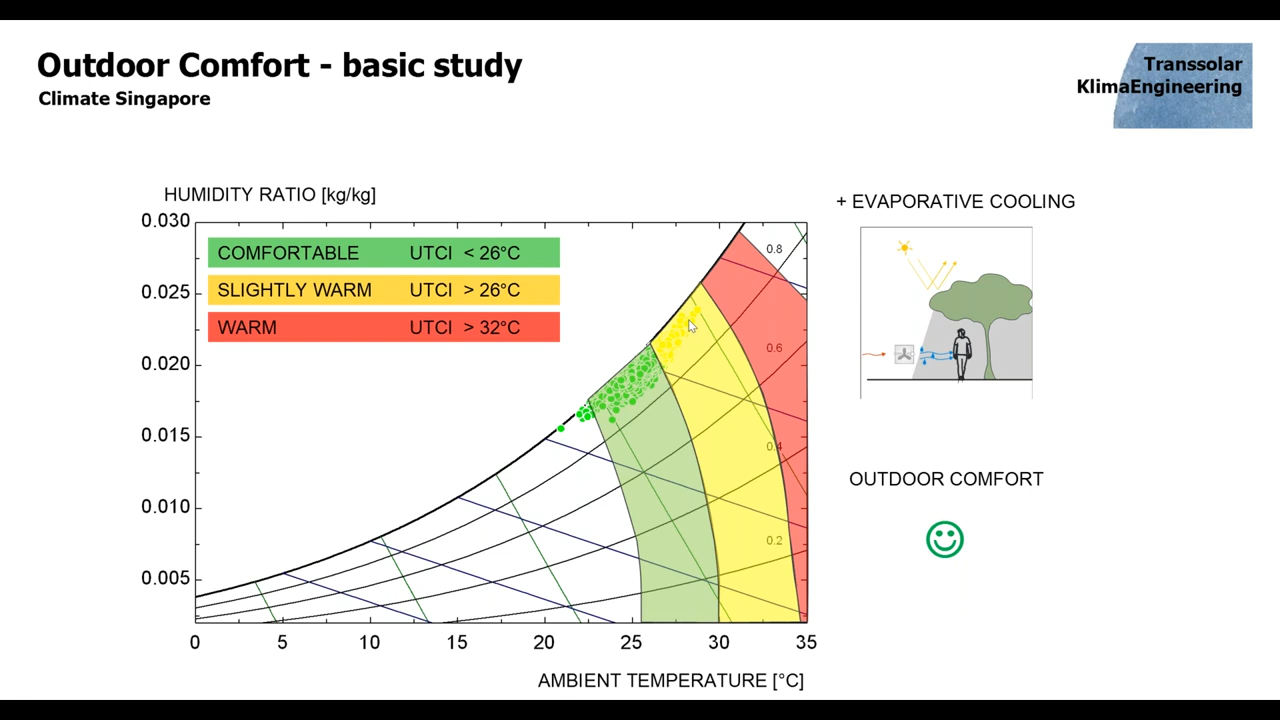 Outdoor Comfort - basic study
Climate Singapore
Transsolar
KlimaEngineering
HUMIDITY RATIO [kg/kg]
0.030
0.025
0.020
0.015
0.010
0.005
COMFORTABLE UTCI < 26°C
SLIGHTLY WARM UTCI > 26°C
WARM UTCI > 32°C
0.8
0.6
0.4
0.2
0 5 10 15 20 25 30 35
AMBIENT TEMPERATURE [°C]
+ EVAPORATIVE COOLING
OUTDOOR COMFORT